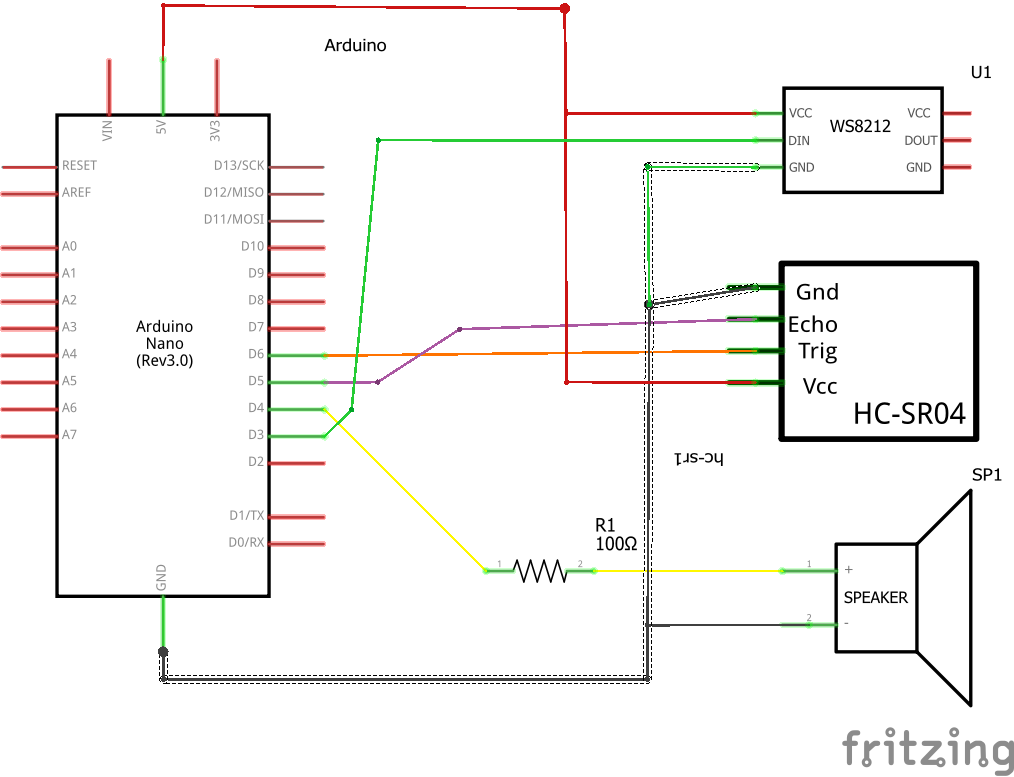 Arduino
VIN
5V
3V3
RESET
AREF
A0
A1
A2
A3
A4
A5
A6
A7
D13/SCK
D12/MISO
D11/MOSI
D10
D9
D8
D7
D6
D5
D4
D3
D2
D1/TX
D0/RX
GND
Arduino
Nano
(Rev3.0)
U1
VCC
DIN
GND
WS8212
VCC
DOUT
GND
Gnd
Echo
Trig
Vcc
HC-SR04
hc-sr1
R1
100Ω
1
2
SP1
1
+
SPEAKER
2
-
fritzing